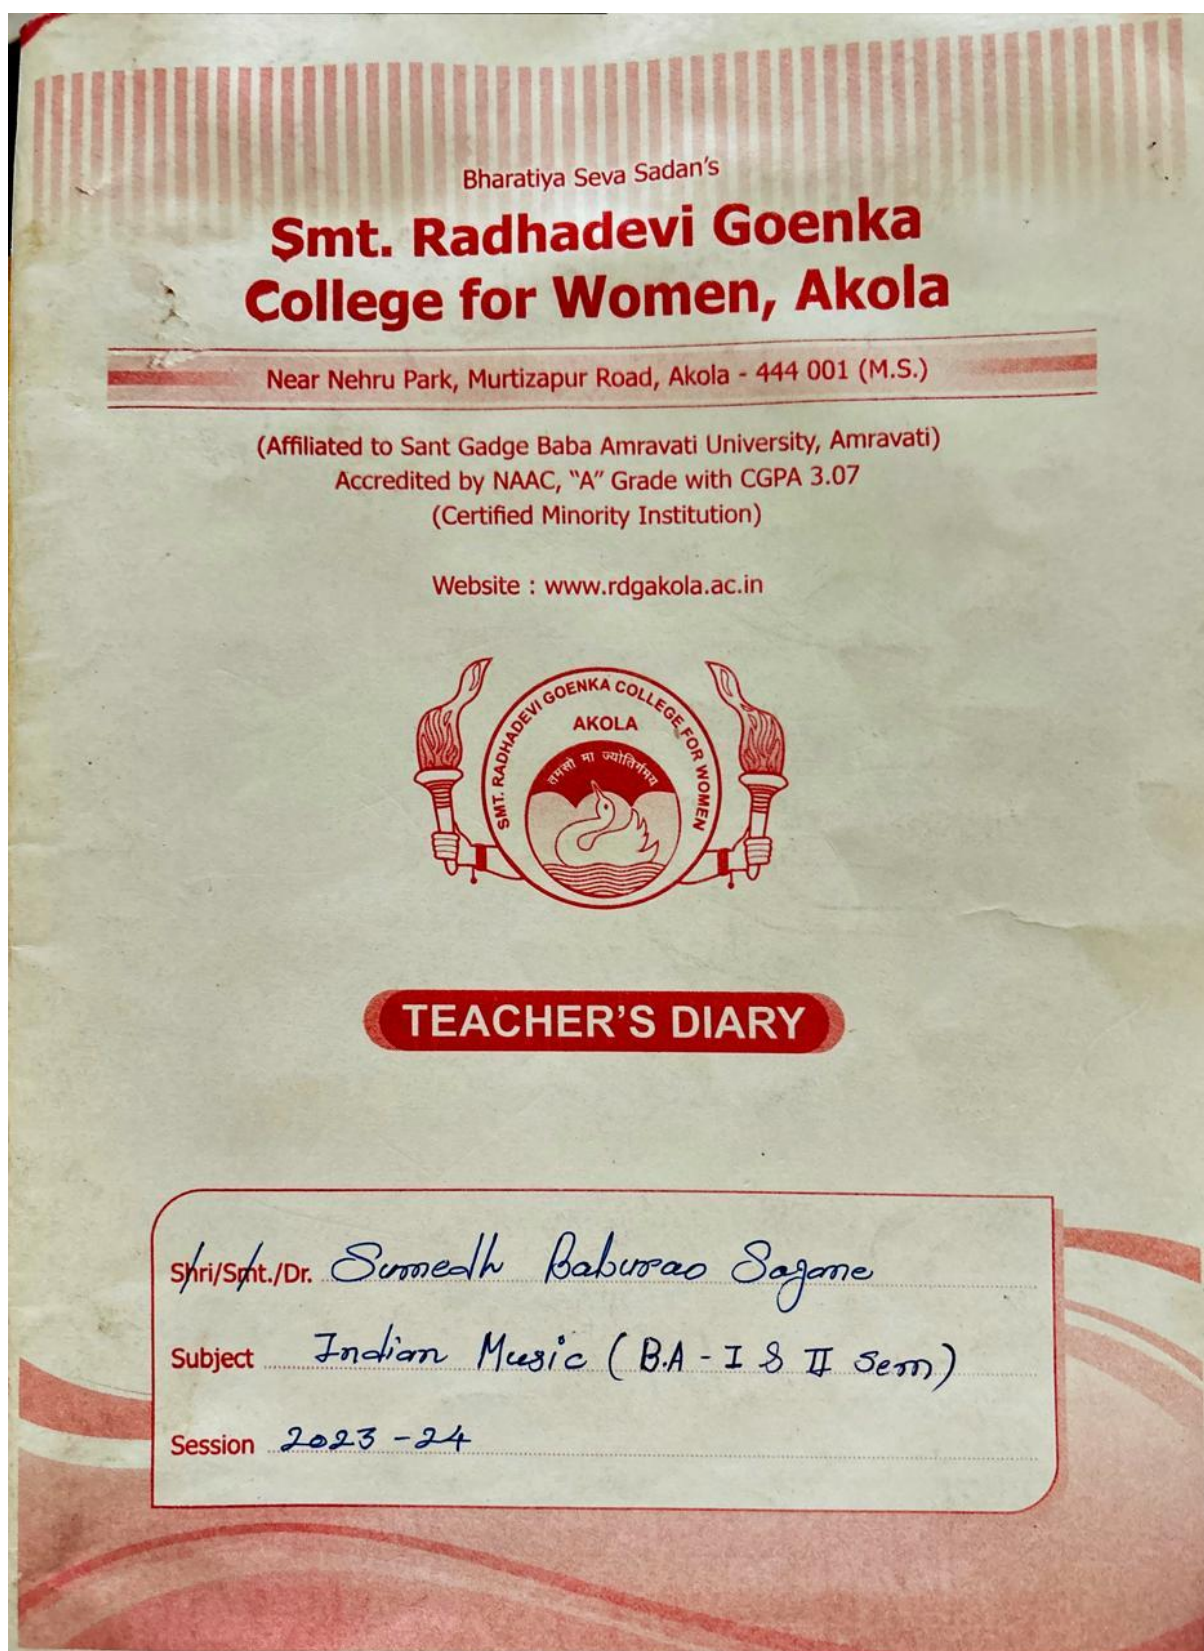 Bharatiya Seva Sadan's
Smt. Radhadevi Goenka
College for Women, Akola
Near Nehru Park, Murtizapur Road, Akola - 444 001 (M.S.)
(Affiliated to Sant Gadge Baba Amravati University, Amravati)
Accredited by NAAC, "A" Grade with CGPA 3.07
(Certified Minority Institution)
Website : www.rdgakola.ac.in
SMT. RADHADEVI GOENKA COLLEGE FOR WOMEN
AKOLA
तमसो मा ज्योतिर्गमय
TEACHER'S DIARY
Shri/Smt./Dr. Sumedh Baburao Sagane
Subject Indian Music (B.A - I & II Sem)
Session 2023-24